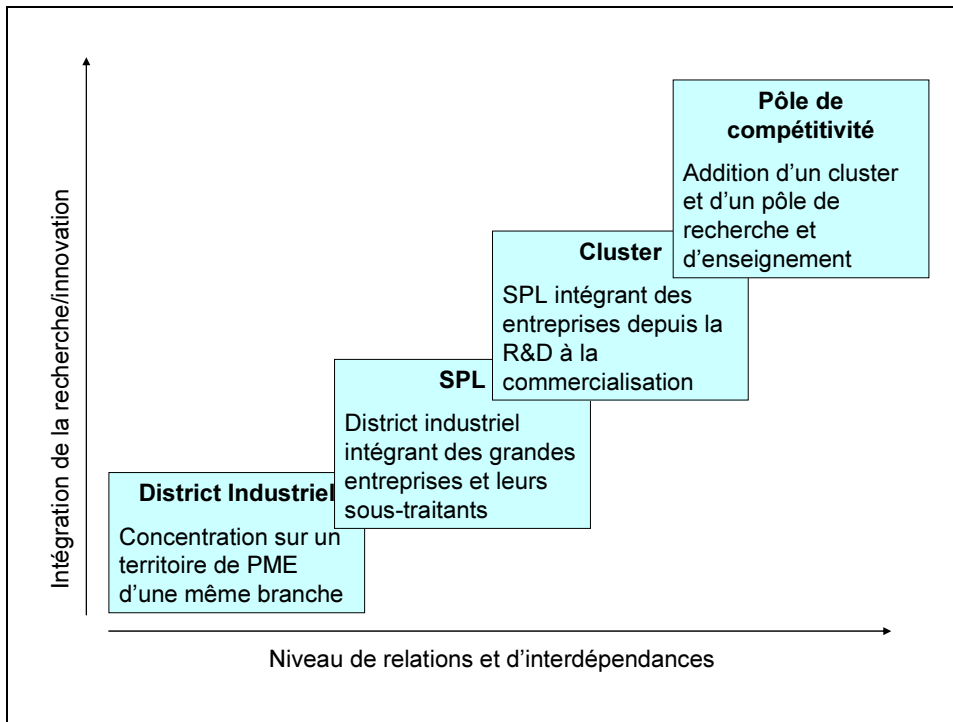 Pôle de
compétitivité
Addition d'un cluster
et d'un pôle de
recherche et
d'enseignement
Cluster
SPL intégrant des
entreprises depuis la
R&D à la
commercialisation
SPL
District industriel
intégrant des grandes
entreprises et leurs
sous-traitants
District Industriel
Concentration sur un
territoire de PME
d'une même branche
Intégration de la recherche/innovation
Niveau de relations et d'interdépendances